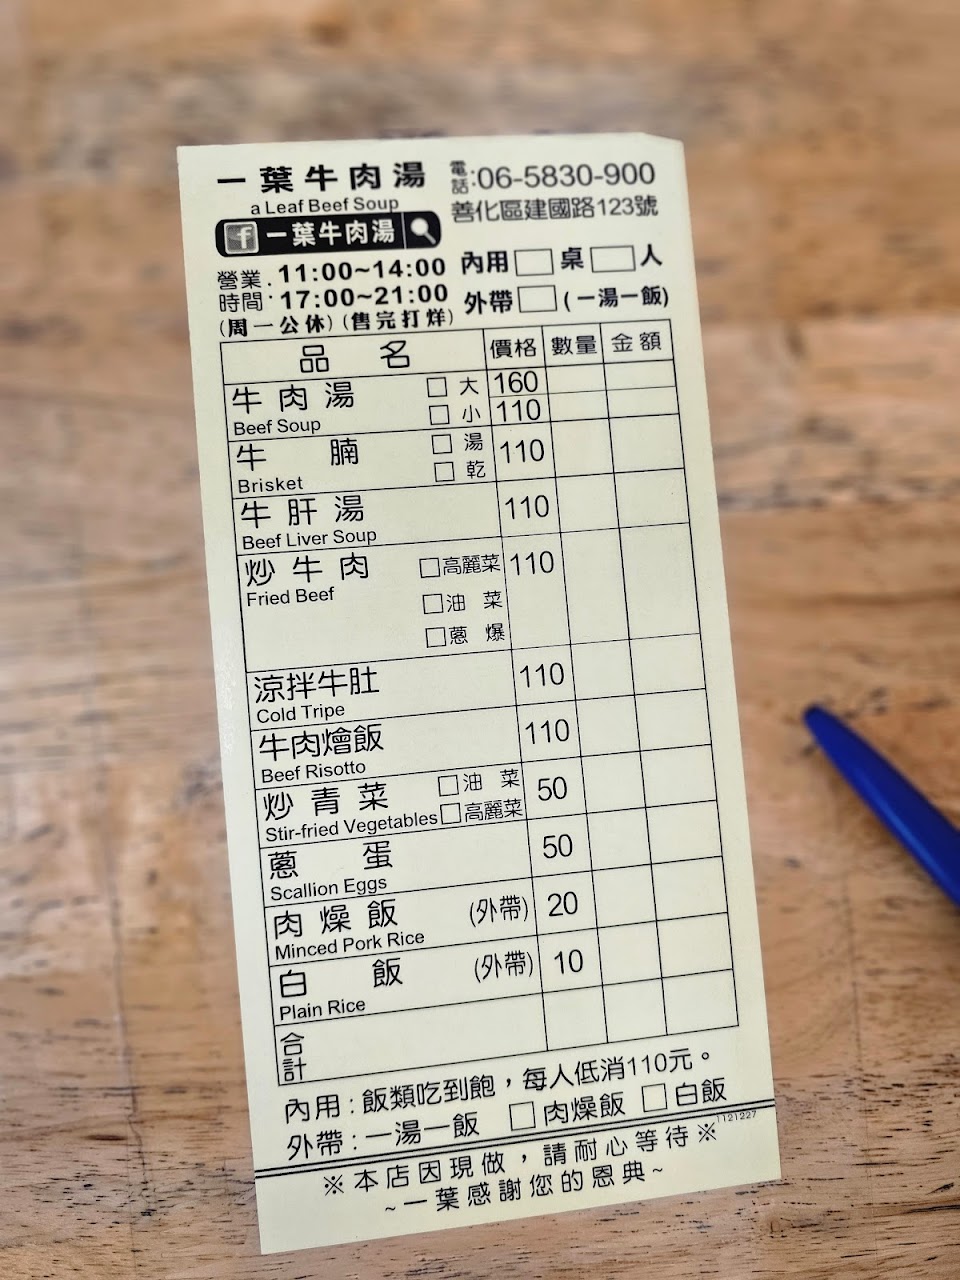 一葉牛肉湯
a Leaf Beef Soup
f 一葉牛肉湯
電話:06-5830-900
善化區建國路123號
營業時間: 11:00~14:00
17:00~21:00
(周一公休)(售完打烊)
內用□桌□人
外帶□(一湯一飯)
品名 價格 數量 金額
牛肉湯 □大 160
Beef Soup □小 110
牛腩 □湯 □乾 110
Brisket
牛肝湯 110
Beef Liver Soup
炒牛肉 □高麗菜 110
Fried Beef □油菜
□蔥爆
涼拌牛肚 110
Cold Tripe
牛肉燴飯 110
Beef Risotto
炒青菜 □油菜 50
Stir-fried Vegetables □高麗菜
蔥蛋 50
Scallion Eggs
肉燥飯 (外帶) 20
Minced Pork Rice
白飯 (外帶) 10
Plain Rice
合計
內用:飯類吃到飽,每人低消110元。
外帶:一湯一飯 □肉燥飯 □白飯
1121227
※本店因現做,請耐心等待※
~一葉感謝您的恩典~